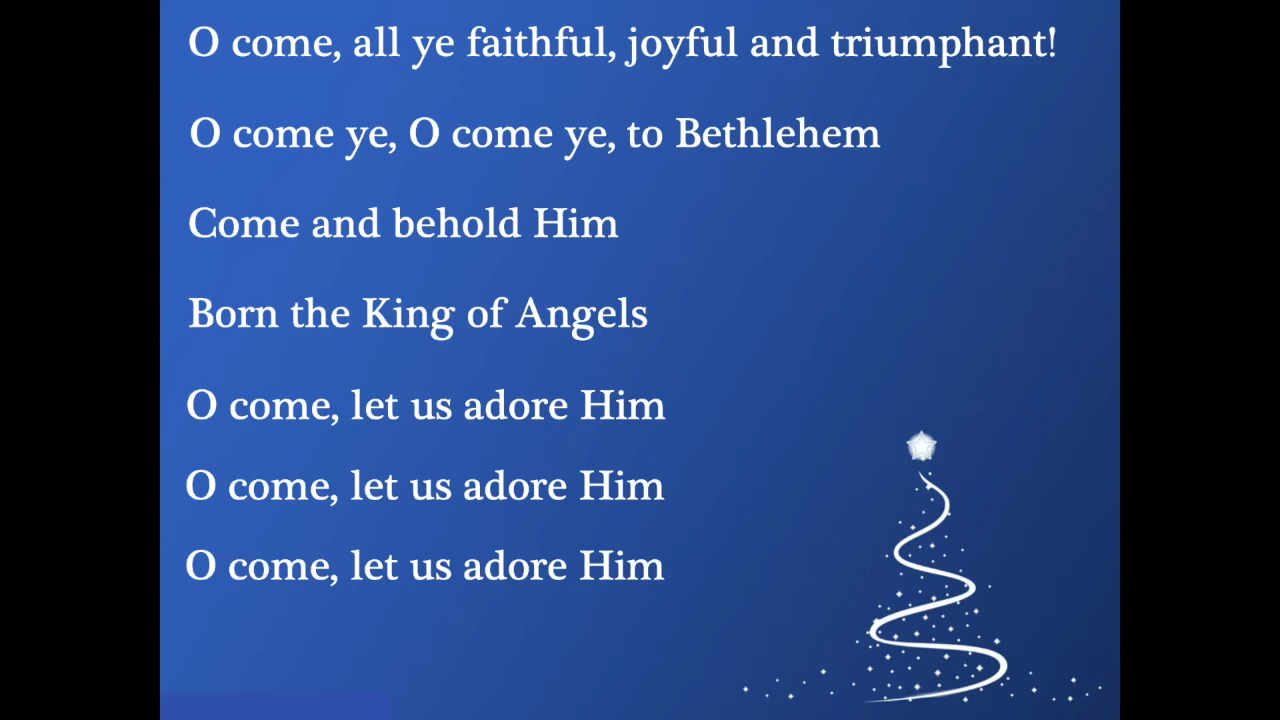 O come, all ye faithful, joyful and triumphant!
O come ye, O come ye, to Bethlehem
Come and behold Him
Born the King of Angels
O come, let us adore Him
O come, let us adore Him
O come, let us adore Him